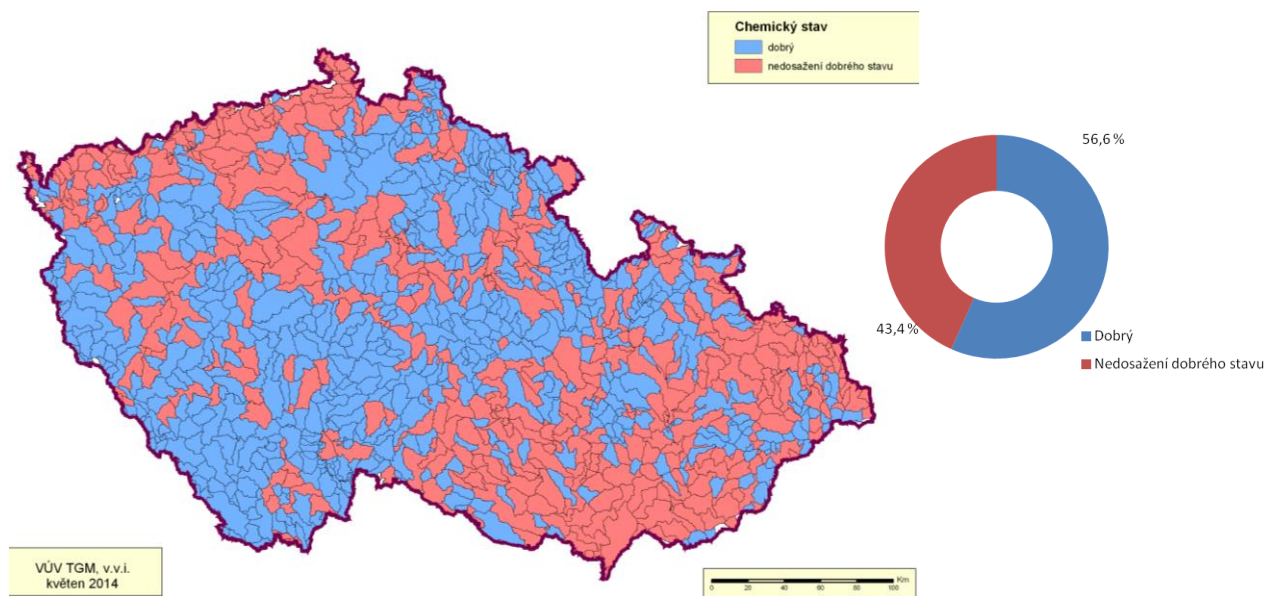 Chemický stav
dobrý
nedosažení dobrého stavu
56,6 %
43,4 %
Dobrý
Nedosažení dobrého stavu
VÚV TGM, v.v.i.
květen 2014
Km
0 20 40 60 80 100